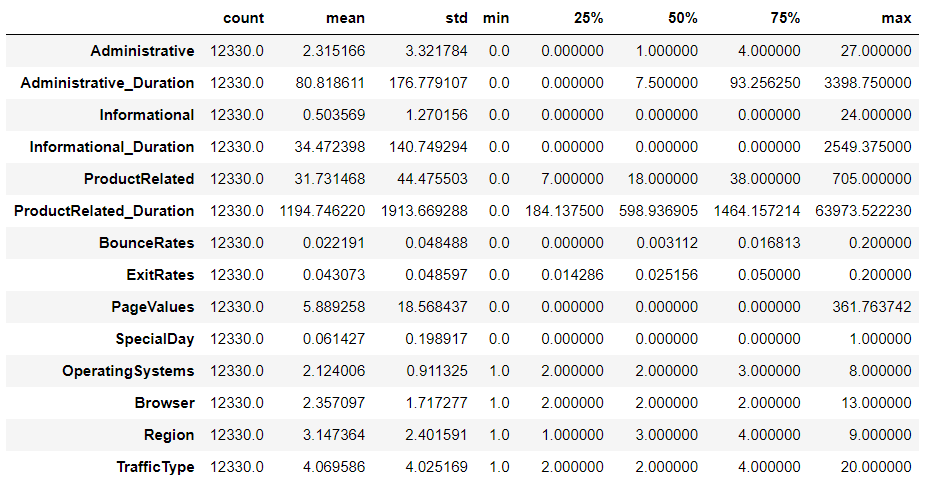 count mean std min 25% 50% 75% max
Administrative 12330.0 2.315166 3.321784 0.0 0.000000 1.000000 4.000000 27.000000
Administrative_Duration 12330.0 80.818611 176.779107 0.0 0.000000 7.500000 93.256250 3398.750000
Informational 12330.0 0.503569 1.270156 0.0 0.000000 0.000000 0.000000 24.000000
Informational_Duration 12330.0 34.472398 140.749294 0.0 0.000000 0.000000 0.000000 2549.375000
ProductRelated 12330.0 31.731468 44.475503 0.0 7.000000 18.000000 38.000000 705.000000
ProductRelated_Duration 12330.0 1194.746220 1913.669288 0.0 184.137500 598.936905 1464.157214 63973.522230
BounceRates 12330.0 0.022191 0.048488 0.0 0.000000 0.003112 0.016813 0.200000
ExitRates 12330.0 0.043073 0.048597 0.0 0.014286 0.025156 0.050000 0.200000
PageValues 12330.0 5.889258 18.568437 0.0 0.000000 0.000000 0.000000 361.763742
SpecialDay 12330.0 0.061427 0.198917 0.0 0.000000 0.000000 0.000000 1.000000
OperatingSystems 12330.0 2.124006 0.911325 1.0 2.000000 2.000000 3.000000 8.000000
Browser 12330.0 2.357097 1.717277 1.0 2.000000 2.000000 2.000000 13.000000
Region 12330.0 3.147364 2.401591 1.0 1.000000 3.000000 4.000000 9.000000
TrafficType 12330.0 4.069586 4.025169 1.0 2.000000 2.000000 4.000000 20.000000